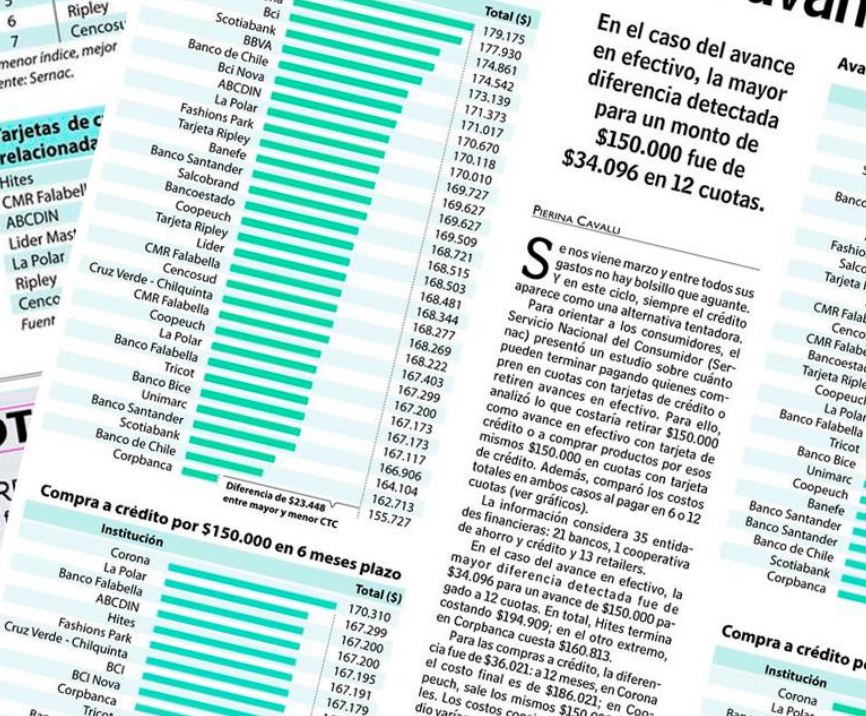 6 Ripley
7
menor índice, mejor
ente: Sernac.
relacionada
Hites
CMR Falabel
ABCDIN
Lider Mas
La Polar
Ripley
Cenco
Fuent
Total ($)
Bci
Scotiabank
BBVA
Banco de Chile
Bci Nova
ABCDIN
La Polar
Fashions Park
Tarjeta Ripley
Banefe
Banco Santander
Salcobrand
Bancoestado
Coopeuch
Tarjeta Ripley
Líder
CMR Falabella
Cencosud
Cruz Verde - Chilquinta
CMR Falabella
Coopeuch
La Polar
Banco Falabella
Tricot
Banco Bice
Unimarc
Banco Santander
Scotiabank
Banco de Chile
Corpbanca
179.175
177.930
174.861
174.542
173.139
171.373
171.017
170.670
170.118
170.010
169.727
169.627
169.627
169.509
168.721
168.515
168.503
168.481
168.344
168.277
168.269
168.222
167.403
167.299
167.200
167.173
167.173
167.117
166.906
164.104
162.713
155.727
Diferencia de $23.448
entre mayor y menor CTC
Compra a crédito por $150.000 en 6 meses plazo
Institución
Total ($)
Corona
La Polar
Banco Falabella
ABCDIN
Hites
Fashions Park
Cruz Verde - Chilquinta
BCI
BCI Nova
Corpbanca
Tricot
170.310
167.299
167.200
167.200
167.195
167.191
167.179
En el caso del avance
en efectivo, la mayor
diferencia detectada
para un monto de
$150.000 fue de
$34.096 en 12 cuotas.
PIERINA CAVALLI
Se nos viene marzo y entre todos sus
gastos no hay bolsillo que aguante.
Y en este ciclo, siempre el crédito
aparece como una alternativa tentadora.
Para orientar a los consumidores, el
Servicio Nacional del Consumidor (Ser-
nac) presentó un estudio sobre cuánto
pueden terminar pagando quienes com-
pren en cuotas con tarjetas de crédito o
retiren avances en efectivo. Para ello,
analizó lo que costaría retirar $150.000
como avance en efectivo con tarjeta de
crédito o a comprar productos por esos
mismos $150.000 en cuotas con tarjeta
de crédito. Además, comparó los costos
totales en ambos casos al pagar en 6 o 12
cuotas (ver gráficos).
La información considera 35 entida-
des financieras: 21 bancos, 1 cooperativa
de ahorro y crédito y 13 retailers.
En el caso del avance en efectivo, la
mayor diferencia detectada fue de
$34.096 para un avance de $150.000 pa-
gado a 12 cuotas. En total, Hites termina
costando $194.909; en el otro extremo,
en Corpbanca cuesta $160.813.
Para las compras a crédito, la diferen-
cia fue de $36.021: a 12 meses, en Corona
el costo final es de $186.021; en Coo-
peuch, sale los mismos $150.000
les. Los costos
Ava
Banco
Fashio
Salco
Tarjeta
CMR Falab
Cenco
CMR Falab
Bancoestad
Tarjeta Riple
Coopeuch
La Polar
Banco Falabella
Tricot
Banco Bice
Unimarc
Coopeuch
Banefe
Banco Santander
Banco Santander
Banco de Chile
Scotiabank
Corpbanca
Compra a crédito po
Institución
Corona
La Polar